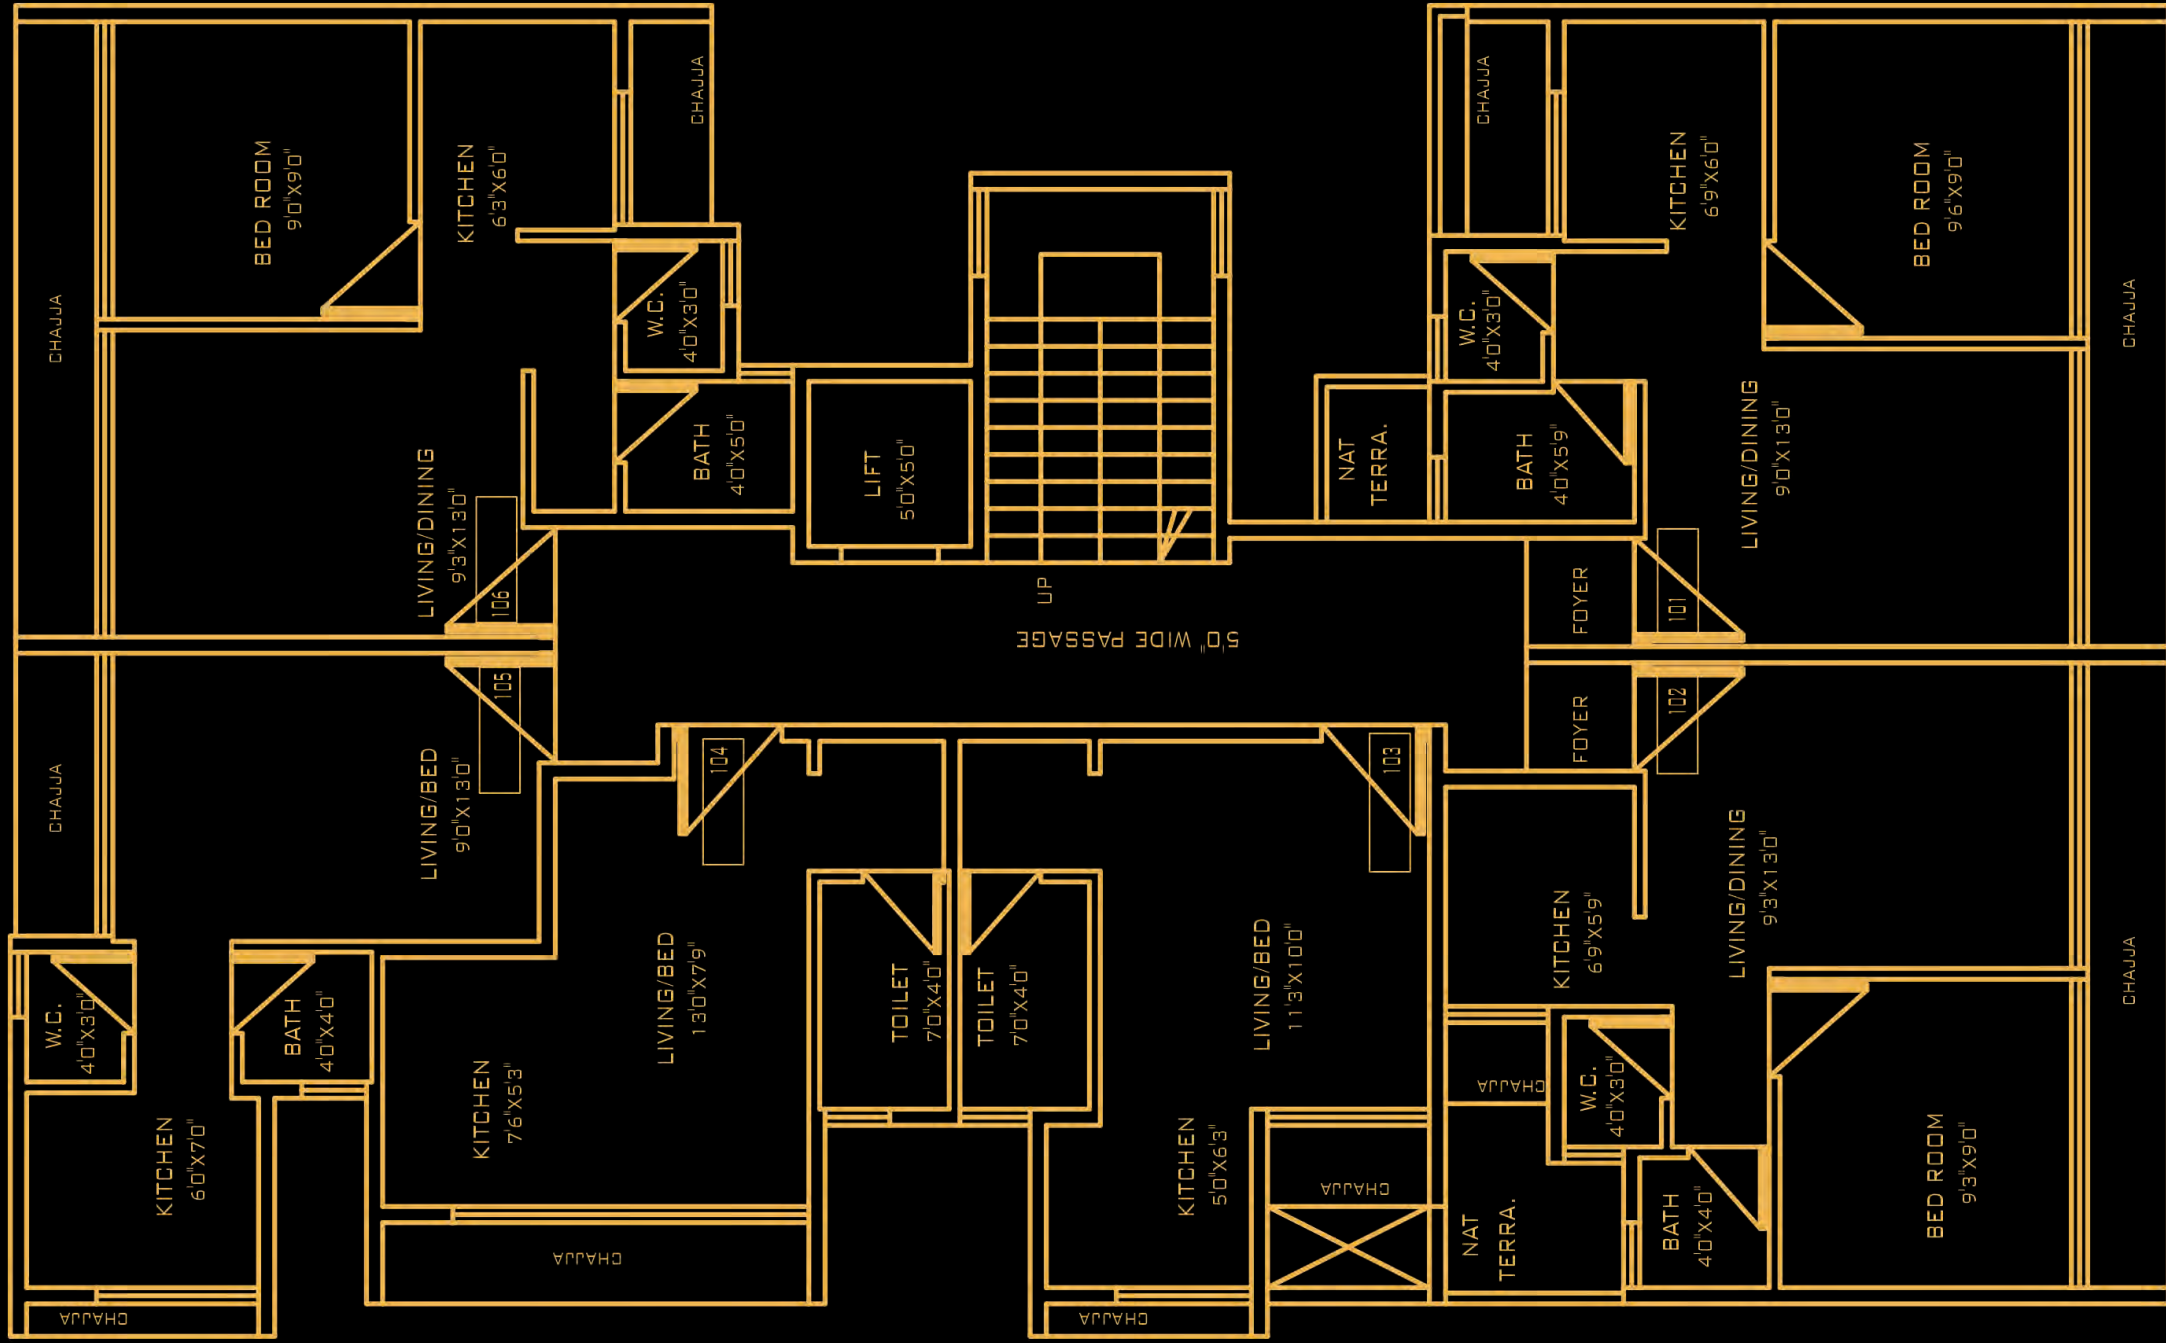 CHAJJA
BED ROOM
9'0"X9'0"
KITCHEN
6'3"X6'0"
CHAJJA
W.C.
4'0"X3'0"
BATH
4'0"X5'0"
LIVING/DINING
9'3"X13'0"
106
LIFT
5'0"X5'0"
UP
5'0" WIDE PASSAGE
CHAJJA
KITCHEN
6'9"X6'0"
BED ROOM
9'6"X9'0"
CHAJJA
W.C.
4'0"X3'0"
NAT
TERRA.
BATH
4'0"X5'9"
LIVING/DINING
9'0"X13'0"
FOYER
101
CHAJJA
LIVING/BED
9'0"X13'0"
105
W.C.
4'0"X3'0"
BATH
4'0"X4'0"
KITCHEN
6'0"X7'0"
CHAJJA
104
LIVING/BED
13'0"X7'9"
KITCHEN
7'6"X5'3"
TOILET
7'0"X4'0"
CHAJJA
TOILET
7'0"X4'0"
103
LIVING/BED
11'3"X10'0"
KITCHEN
5'0"X6'3"
CHAJJA
CHAJJA
FOYER
102
KITCHEN
6'9"X5'9"
LIVING/DINING
9'3"X13'0"
CHAJJA
CHAJJA
W.C.
4'0"X3'0"
NAT
TERRA.
BATH
4'0"X4'0"
BED ROOM
9'3"X9'0"